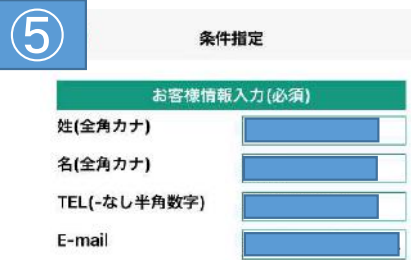 ⑤
条件指定
お客様情報入力(必須)
姓(全角カナ)
名(全角カナ)
TEL(-なし半角数字)
E-mail